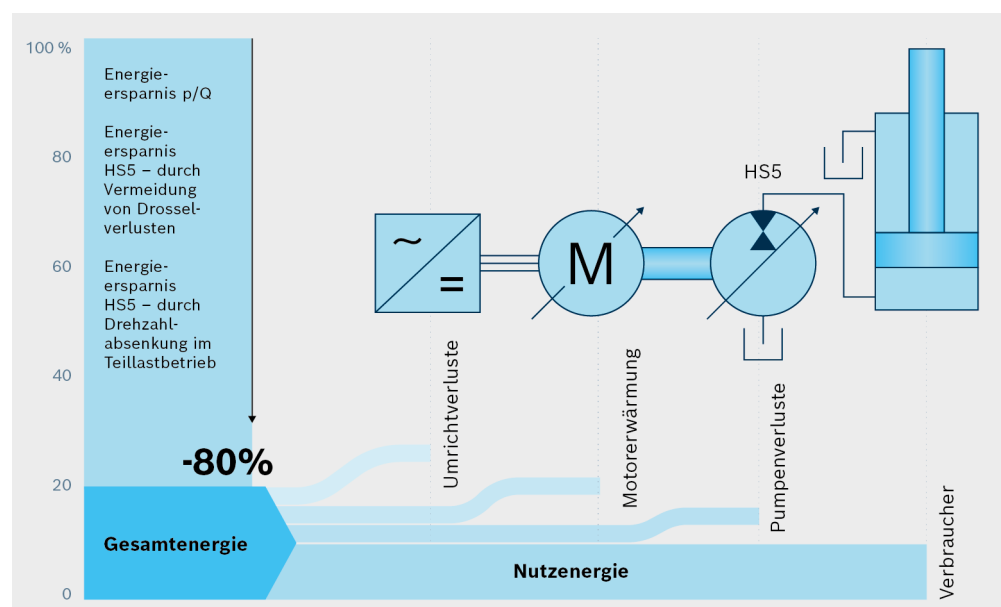 100 %
80
60
40
20
0
Energie-
ersparnis p/Q
Energie-
ersparnis
HS5 – durch
Vermeidung
von Drossel-
verlusten
Energie-
ersparnis
HS5 – durch
Drehzahl-
absenkung im
Teillastbetrieb
-80%
Gesamtenergie
~
=
M
HS5
Umrichtverluste
Motorerwärmung
Pumpenverluste
Verbraucher
Nutzenergie